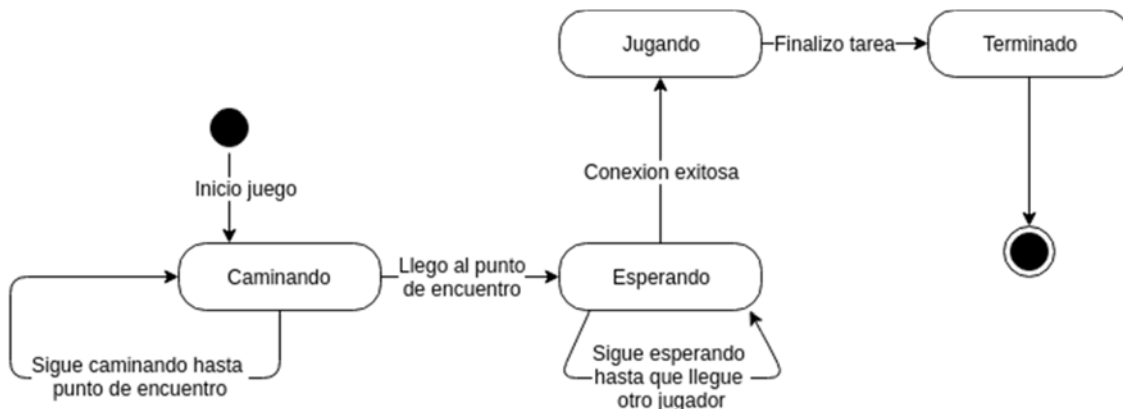 Jugando
Finalizo tarea
Terminado
Inicio juego
Conexion exitosa
Caminando
Llego al punto
de encuentro
Esperando
Sigue caminando hasta
punto de encuentro
Sigue esperando
hasta que llegue
otro jugador